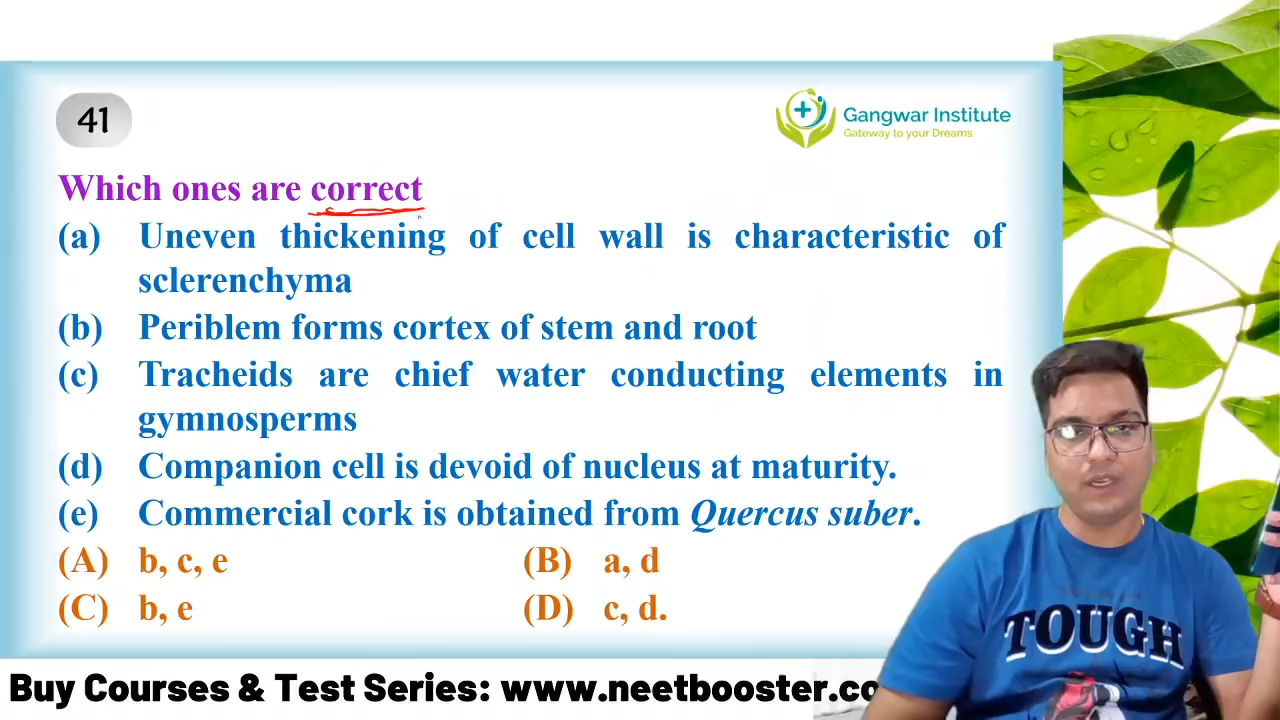 41
Gangwar Institute
Gateway to your Dreams
Which ones are correct
(a) Uneven thickening of cell wall is characteristic of
sclerenchyma
(b) Periblem forms cortex of stem and root
(c) Tracheids are chief water conducting elements in
gymnosperms
(d) Companion cell is devoid of nucleus at maturity.
(e) Commercial cork is obtained from Quercus suber.
(A) b, c, e (B) a, d
(C) b, e (D) c, d.
TOUGH
Buy Courses & Test Series: www.neetbooster.co